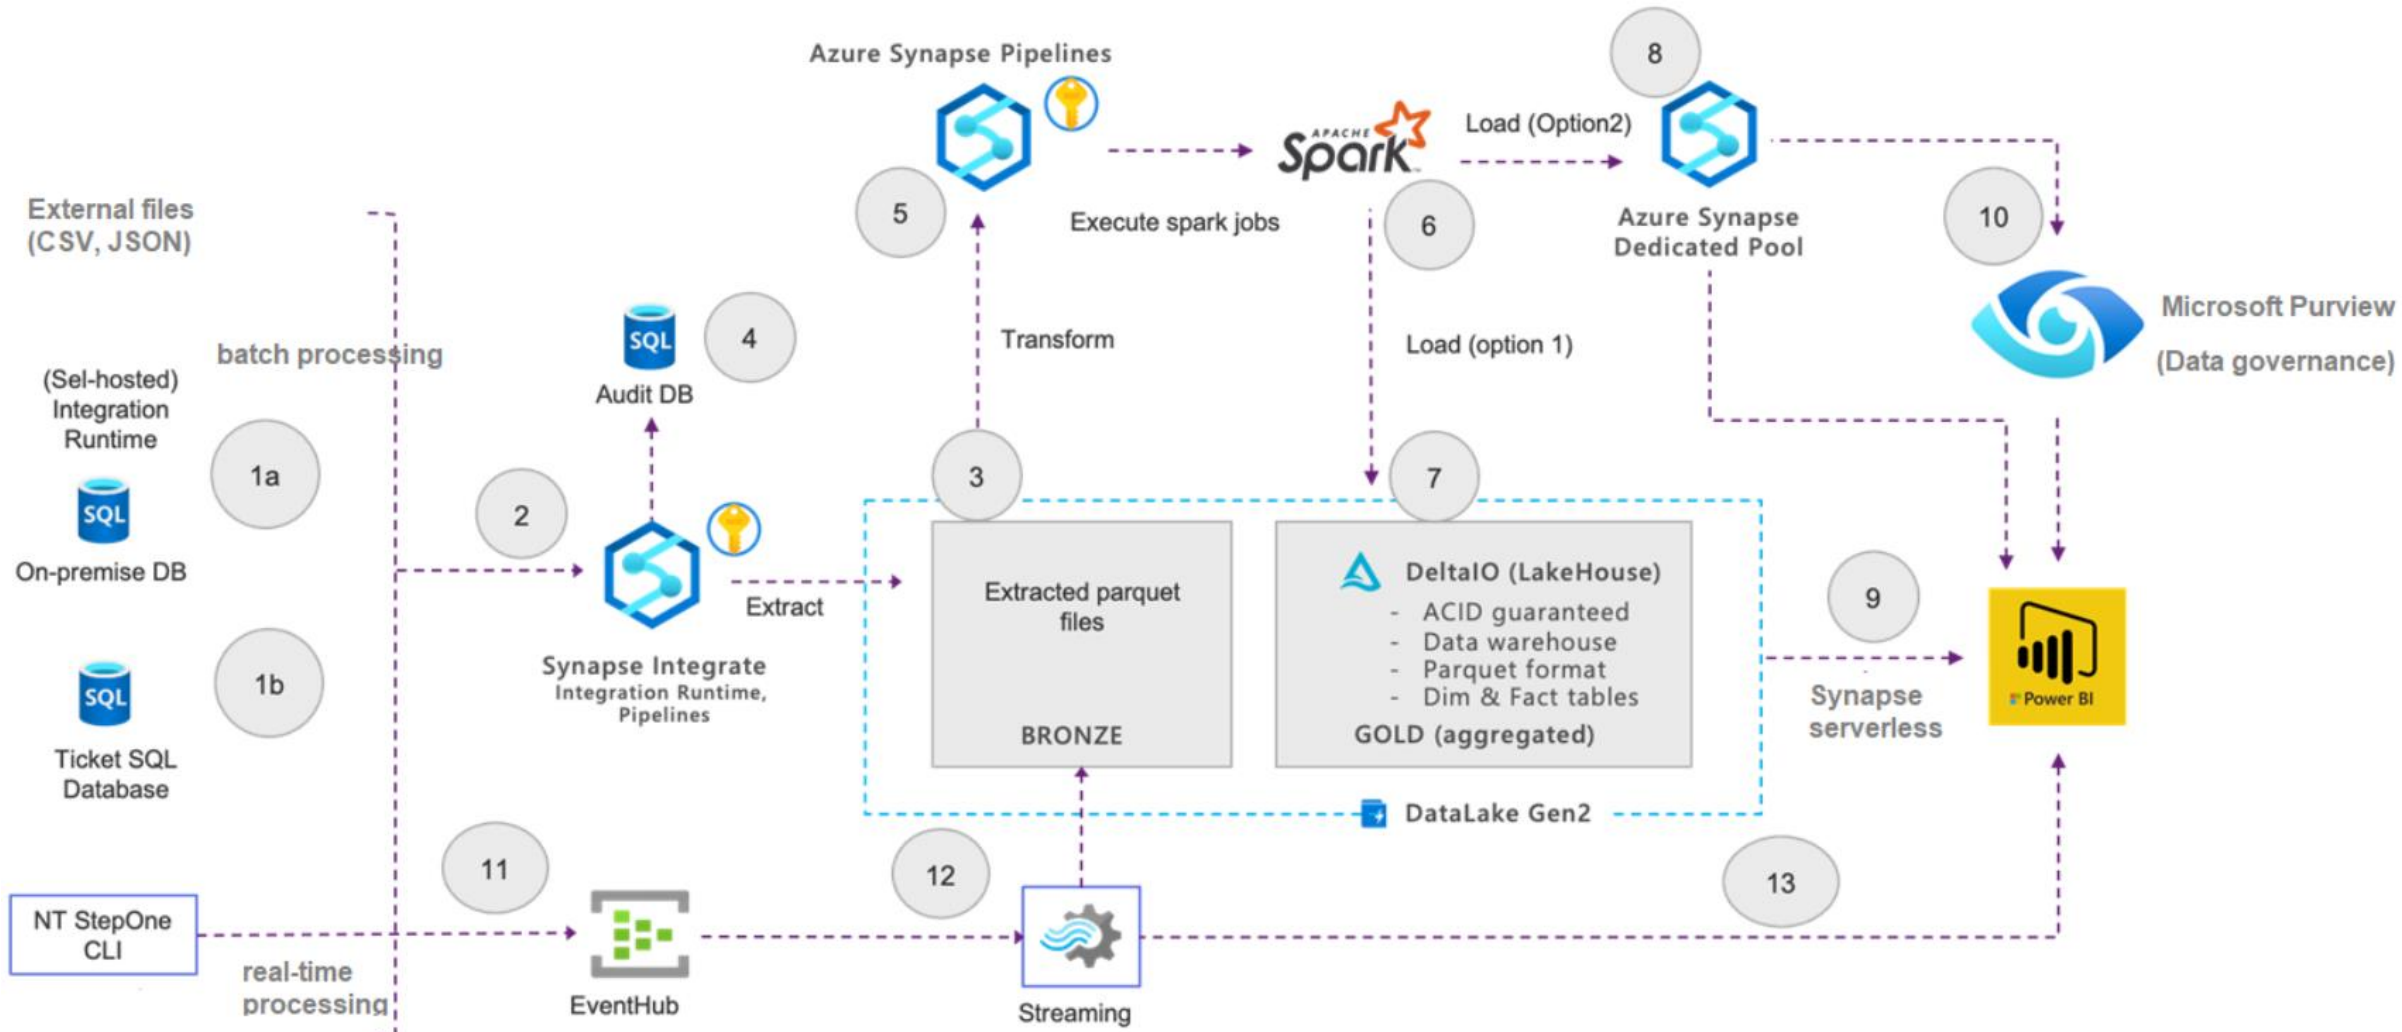 Azure Synapse Pipelines
8
APACHE
Spark
Load (Option2)
5
Execute spark jobs
6
Azure Synapse
Dedicated Pool
10
External files
(CSV, JSON)
batch processing
SQL
4
Audit DB
Transform
Load (option 1)
Microsoft Purview
(Data governance)
(Sel-hosted)
Integration
Runtime
1a
SQL
On-premise DB
2
3
7
Extract
Synapse Integrate
Integration Runtime,
Pipelines
Extracted parquet
files
BRONZE
DeltaIO (LakeHouse)
- ACID guaranteed
- Data warehouse
- Parquet format
- Dim & Fact tables
GOLD (aggregated)
9
Synapse
serverless
Power BI
1b
SQL
Ticket SQL
Database
DataLake Gen2
11
12
13
NT StepOne
CLI
real-time
processing
EventHub
Streaming